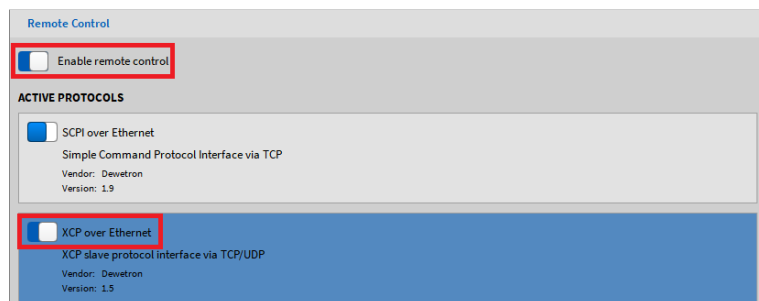 Remote Control
Enable remote control
ACTIVE PROTOCOLS
SCPI over Ethernet
Simple Command Protocol Interface via TCP
Vendor: Dewetron
Version: 1.9
XCP over Ethernet
XCP slave protocol interface via TCP/UDP
Vendor: Dewetron
Version: 1.5